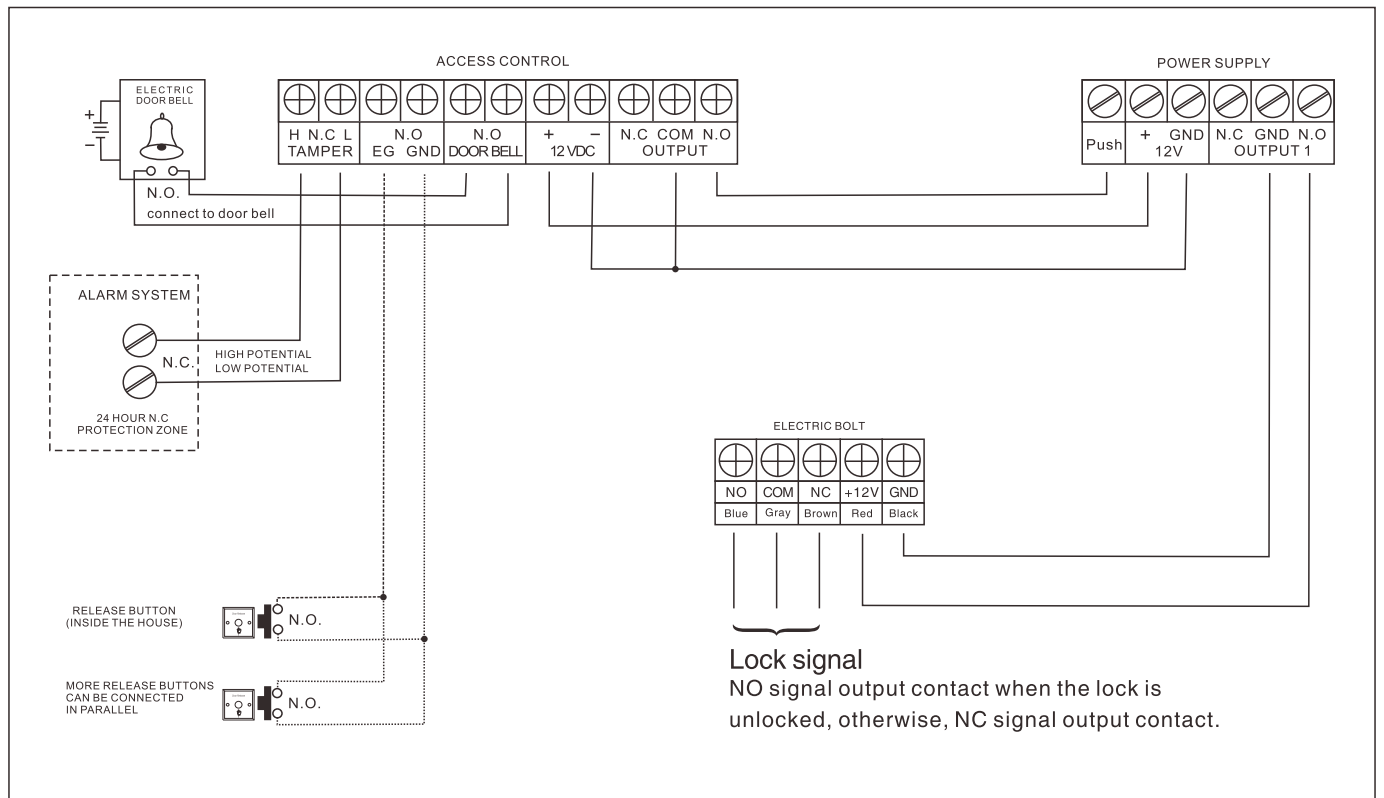 ACCESS CONTROL
POWER SUPPLY
ELECTRIC
DOOR BELL
+
−
N.O.
connect to door bell
H N.C L
TAMPER
N.O
EG GND
N.O
DOOR BELL
+ −
12 VDC
N.C COM N.O
OUTPUT
Push
+ GND
12V
N.C GND N.O
OUTPUT 1
ALARM SYSTEM
N.C.
HIGH POTENTIAL
LOW POTENTIAL
24 HOUR N.C
PROTECTION ZONE
ELECTRIC BOLT
NO COM NC +12V GND
Blue Gray Brown Red Black
RELEASE BUTTON
(INSIDE THE HOUSE)
N.O.
MORE RELEASE BUTTONS
CAN BE CONNECTED
IN PARALLEL
N.O.
Lock signal
NO signal output contact when the lock is
unlocked, otherwise, NC signal output contact.